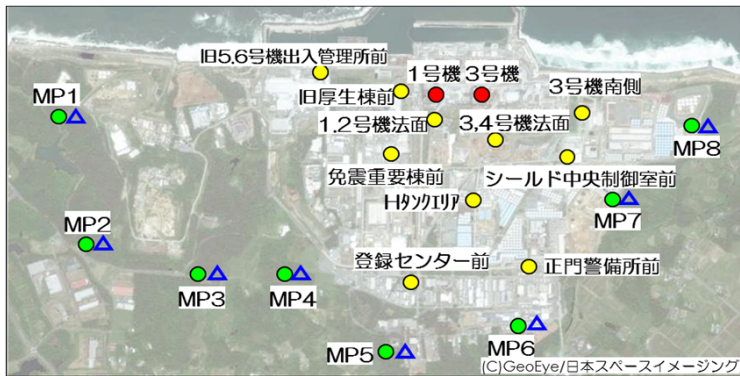 旧5.6号機出入管理所前
1号機
3号機
MP1
旧厚生棟前
3号機南側
1.2号機法面
3,4号機法面
MP8
免震重要棟前
シールド中央制御室前
Hタンクエリア
MP7
MP2
登録センター前
正門警備所前
MP3
MP4
MP5
MP6
(C)GeoEye/日本スペースイメージング